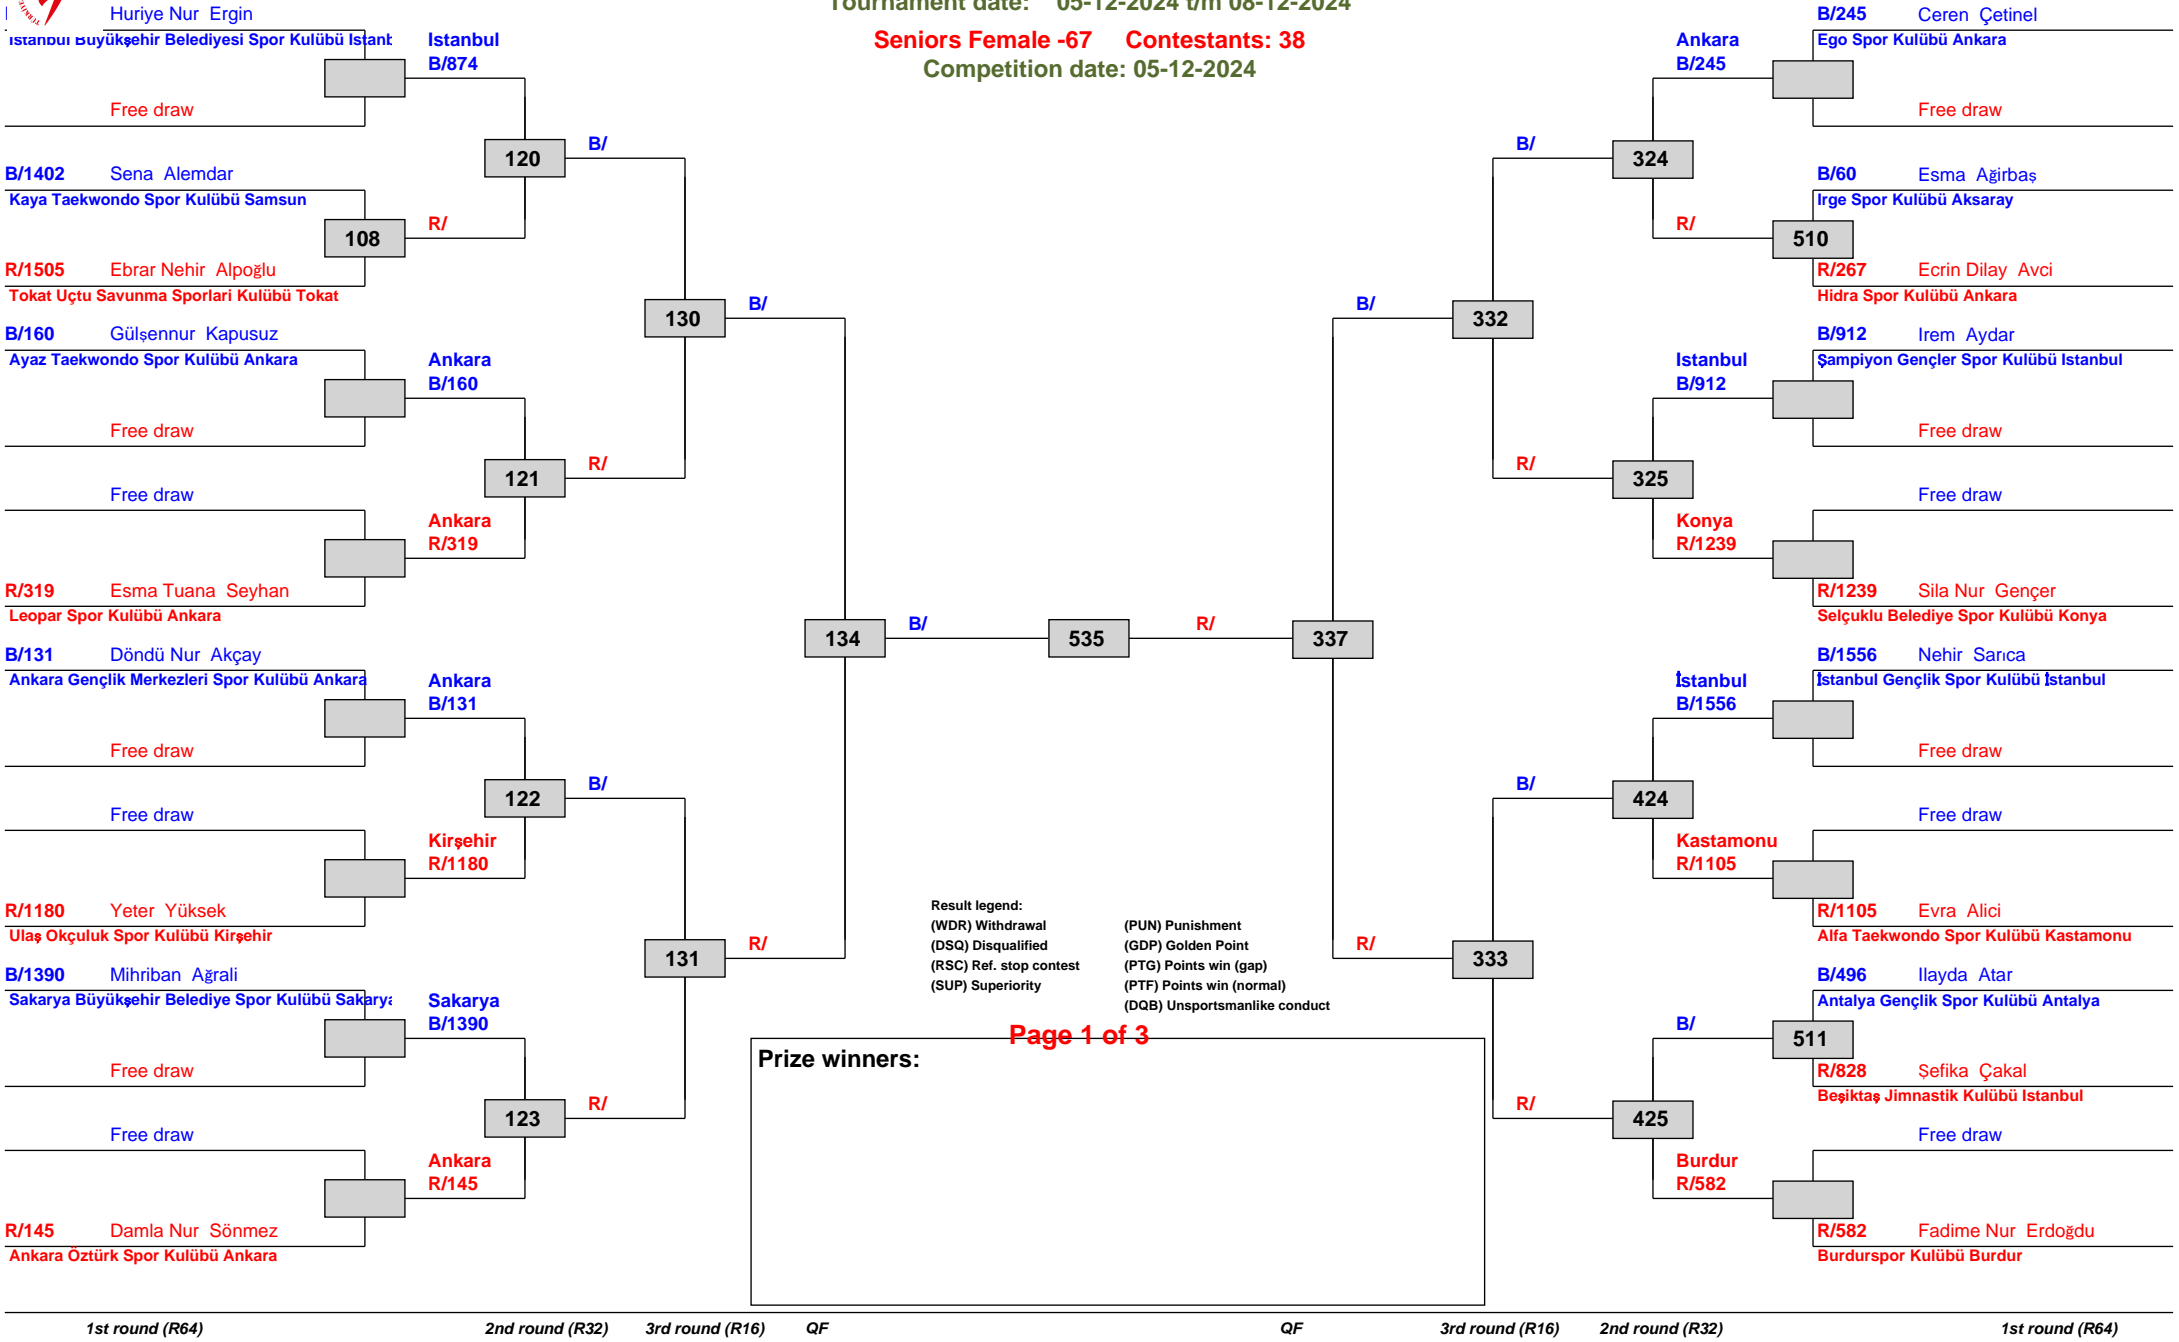 Tournament date: 05-12-2024 t/m 08-12-2024
Seniors Female -67 Contestants: 38
Competition date: 05-12-2024
Huriye Nur Ergin
Istanbul Büyükşehir Belediyesi Spor Kulübü Istanb
Free draw
Istanbul
B/874
B/1402 Sena Alemdar
Kaya Taekwondo Spor Kulübü Samsun
108
R/
R/1505 Ebrar Nehir Alpoğlu
Tokat Uçtu Savunma Sporlari Kulübü Tokat
120
B/
B/160 Gülşennur Kapusuz
Ayaz Taekwondo Spor Kulübü Ankara
Free draw
Ankara
B/160
121
R/
Free draw
Ankara
R/319
R/319 Esma Tuana Seyhan
Leopar Spor Kulübü Ankara
130
B/
B/131 Döndü Nur Akçay
Ankara Gençlik Merkezleri Spor Kulübü Ankara
Free draw
Ankara
B/131
122
B/
Free draw
Kirşehir
R/1180
R/1180 Yeter Yüksek
Ulaş Okçuluk Spor Kulübü Kirşehir
131
R/
B/1390 Mihriban Ağrali
Sakarya Büyükşehir Belediye Spor Kulübü Sakarya
Free draw
Sakarya
B/1390
123
R/
Free draw
Ankara
R/145
R/145 Damla Nur Sönmez
Ankara Öztürk Spor Kulübü Ankara
134
B/
535
R/
337
B/245 Ceren Çetinel
Ego Spor Kulübü Ankara
Free draw
Ankara
B/245
324
B/
B/60 Esma Ağirbaş
Irge Spor Kulübü Aksaray
510
R/
R/267 Ecrin Dilay Avci
Hidra Spor Kulübü Ankara
332
B/
B/912 Irem Aydar
Şampiyon Gençler Spor Kulübü Istanbul
Free draw
Istanbul
B/912
325
R/
Free draw
Konya
R/1239
R/1239 Sila Nur Gençer
Selçuklu Belediye Spor Kulübü Konya
B/1556 Nehir Sarıca
İstanbul Gençlik Spor Kulübü İstanbul
Free draw
İstanbul
B/1556
424
B/
Free draw
Kastamonu
R/1105
R/1105 Evra Alici
Alfa Taekwondo Spor Kulübü Kastamonu
333
R/
B/496 Ilayda Atar
Antalya Gençlik Spor Kulübü Antalya
511
B/
R/828 Şefika Çakal
Beşiktaş Jimnastik Kulübü Istanbul
425
R/
Free draw
Burdur
R/582
R/582 Fadime Nur Erdoğdu
Burdurspor Kulübü Burdur
Result legend:
(WDR) Withdrawal (PUN) Punishment
(DSQ) Disqualified (GDP) Golden Point
(RSC) Ref. stop contest (PTG) Points win (gap)
(SUP) Superiority (PTF) Points win (normal)
(DQB) Unsportsmanlike conduct
Page 1 of 3
Prize winners:
1st round (R64) 2nd round (R32) 3rd round (R16) QF QF 3rd round (R16) 2nd round (R32) 1st round (R64)